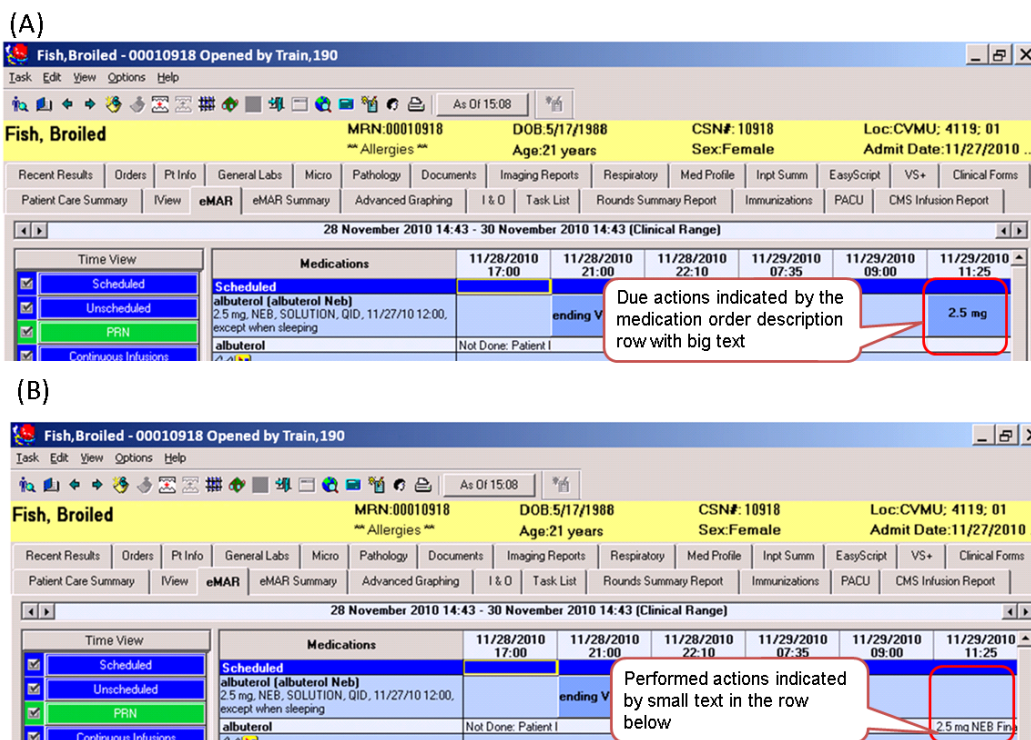 (A)
Fish,Broiled - 00010918 Opened by Train,190
Task Edit View Options Help
As Of 15:08
Fish, Broiled MRN:00010918 DOB:5/17/1988 CSN#:10918 Loc:CVMU; 4119; 01
** Allergies ** Age:21 years Sex:Female Admit Date:11/27/2010 ..
Recent Results Orders Pt Info General Labs Micro Pathology Documents Imaging Reports Respiratory Med Profile Inpt Summ EasyScript VS+ Clinical Forms
Patient Care Summary IView eMAR eMAR Summary Advanced Graphing I & O Task List Rounds Summary Report Immunizations PACU CMS Infusion Report
28 November 2010 14:43 - 30 November 2010 14:43 (Clinical Range)
Time View Medications 11/28/2010 11/28/2010 11/28/2010 11/29/2010 11/29/2010 11/29/2010
17:00 21:00 22:10 07:35 09:00 11:25
Scheduled Scheduled
Unscheduled albuterol (albuterol Neb)
2.5 mg, NEB, SOLUTION, QID, 11/27/10 12:00, ending V 2.5 mg
PRN except when sleeping
Due actions indicated by the
medication order description
row with big text
albuterol Not Done: Patient I
Continuous Infusions
(B)
Fish,Broiled - 00010918 Opened by Train,190
Task Edit View Options Help
As Of 15:08
Fish, Broiled MRN:00010918 DOB:5/17/1988 CSN#:10918 Loc:CVMU; 4119; 01
** Allergies ** Age:21 years Sex:Female Admit Date:11/27/2010
Recent Results Orders Pt Info General Labs Micro Pathology Documents Imaging Reports Respiratory Med Profile Inpt Summ EasyScript VS+ Clinical Forms
Patient Care Summary IView eMAR eMAR Summary Advanced Graphing I & O Task List Rounds Summary Report Immunizations PACU CMS Infusion Report
28 November 2010 14:43 - 30 November 2010 14:43 (Clinical Range)
Time View Medications 11/28/2010 11/28/2010 11/28/2010 11/29/2010 11/29/2010 11/29/2010
17:00 21:00 22:10 07:35 09:00 11:25
Scheduled Scheduled
Unscheduled albuterol (albuterol Neb)
2.5 mg, NEB, SOLUTION, QID, 11/27/10 12:00, ending V
PRN except when sleeping
Performed actions indicated
by small text in the row
below
albuterol Not Done: Patient I 2.5 mg NEB Fina
Continuous Infusions